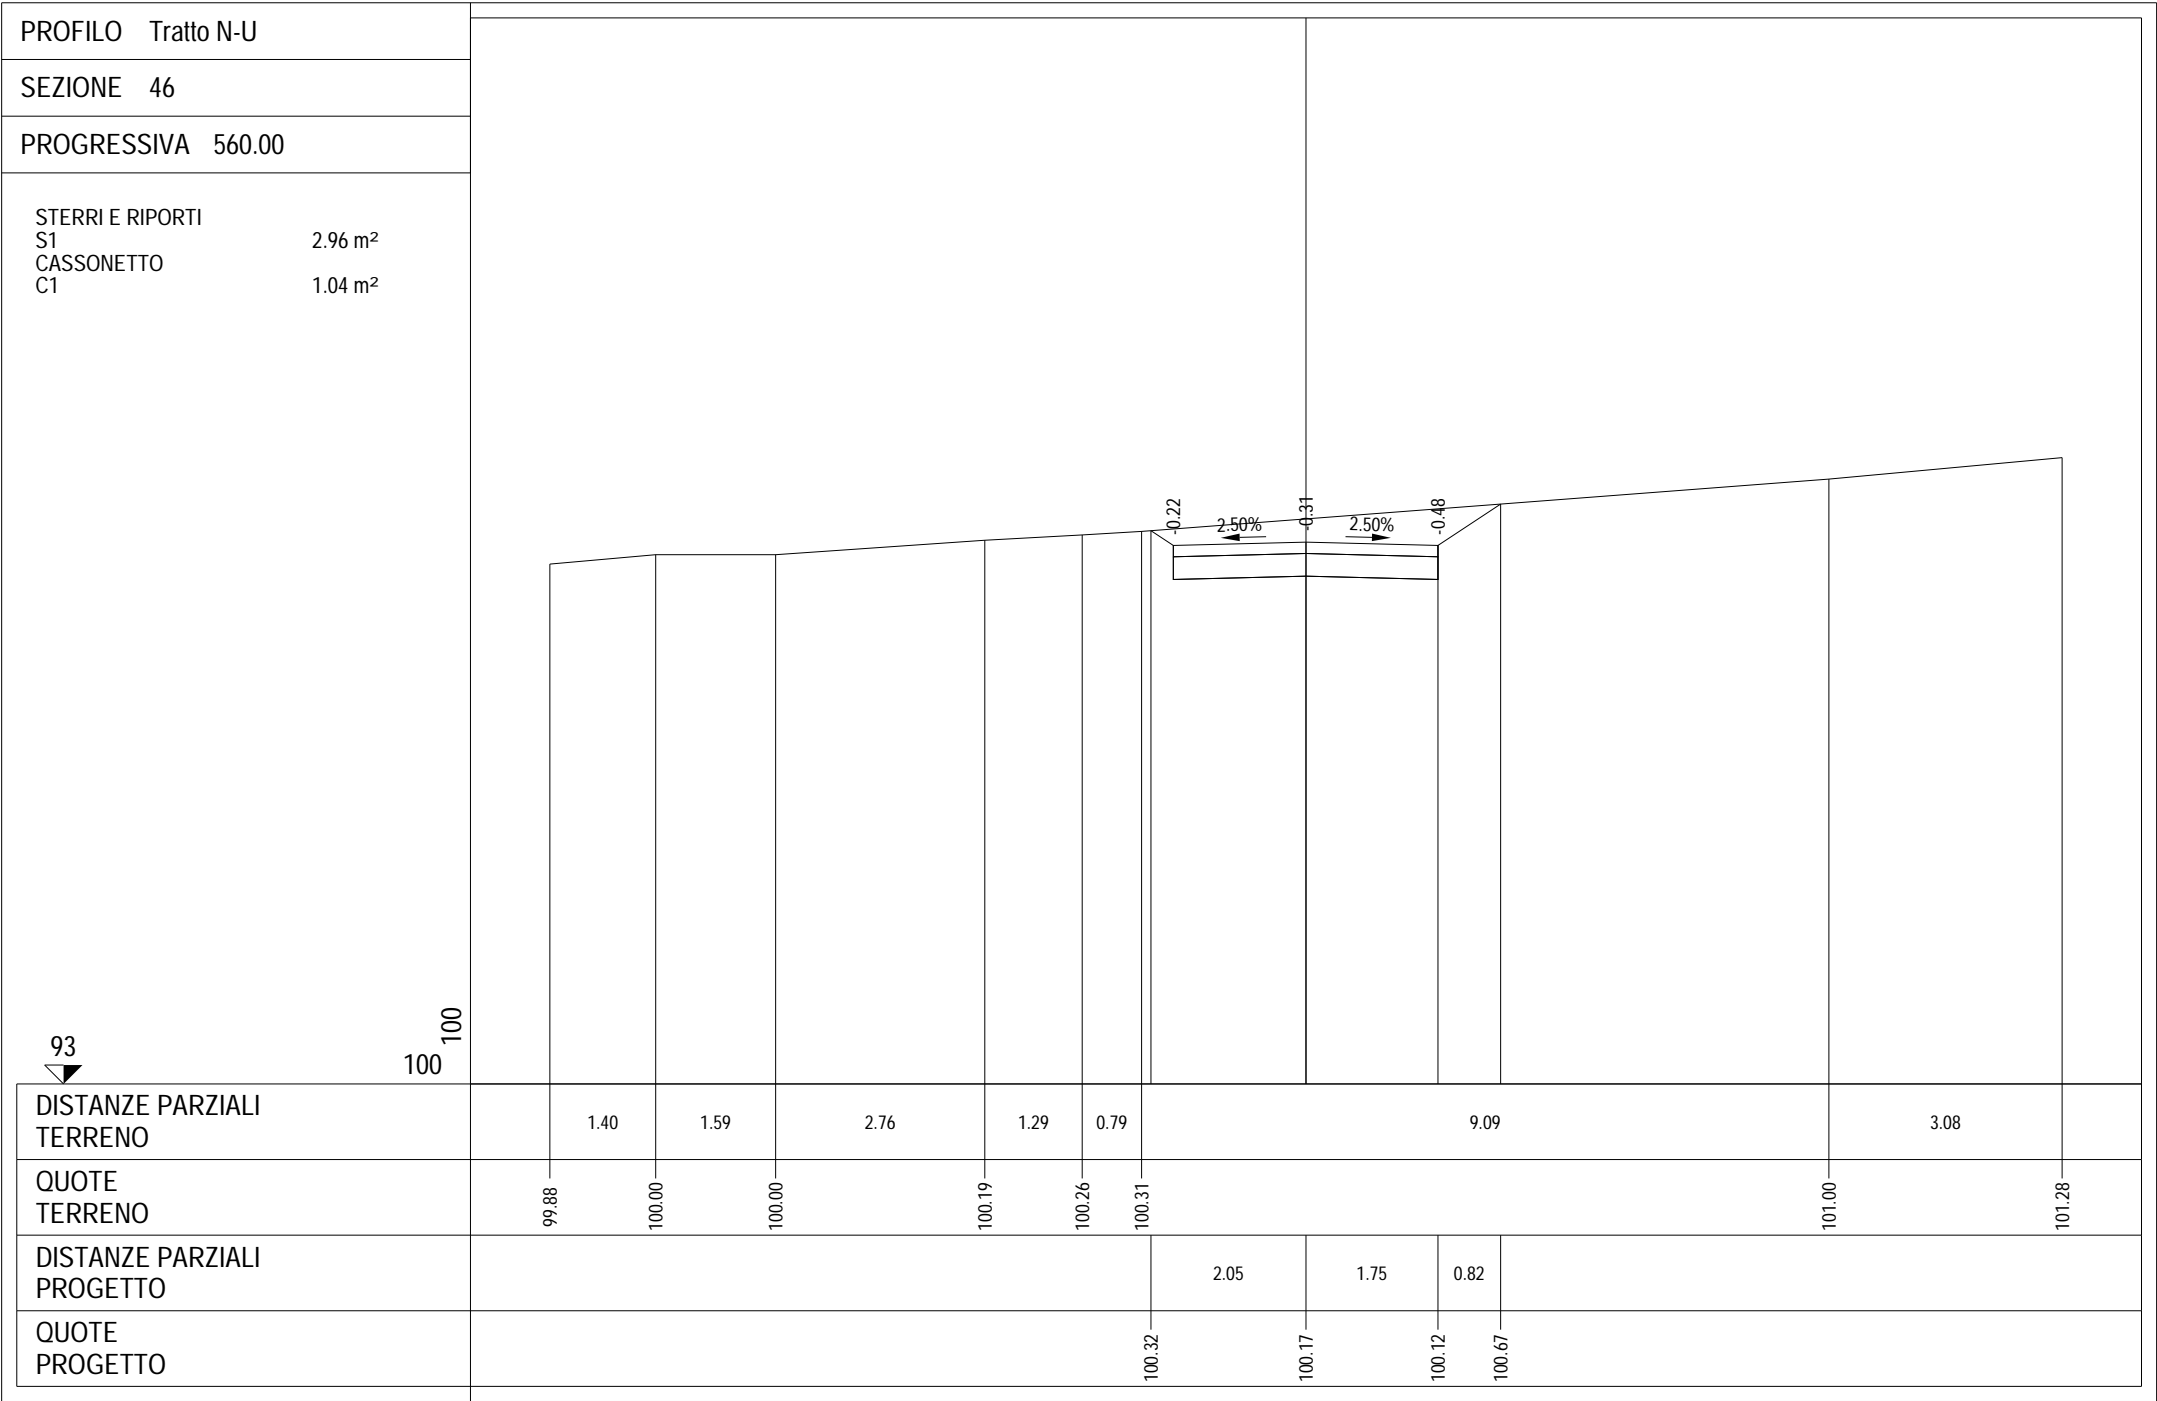 PROFILO Tratto N-U
SEZIONE 46
PROGRESSIVA 560.00
STERRI E RIPORTI
S1 2.96 m²
CASSONETTO
C1 1.04 m²
-0.22
2.50%
-0.31
2.50%
-0.48
93
100
100
DISTANZE PARZIALI
TERRENO
1.40 1.59 2.76 1.29 0.79 9.09 3.08
QUOTE
TERRENO
99.88 100.00 100.00 100.19 100.26 100.31 101.00 101.28
DISTANZE PARZIALI
PROGETTO
2.05 1.75 0.82
QUOTE
PROGETTO
100.32 100.17 100.12 100.67